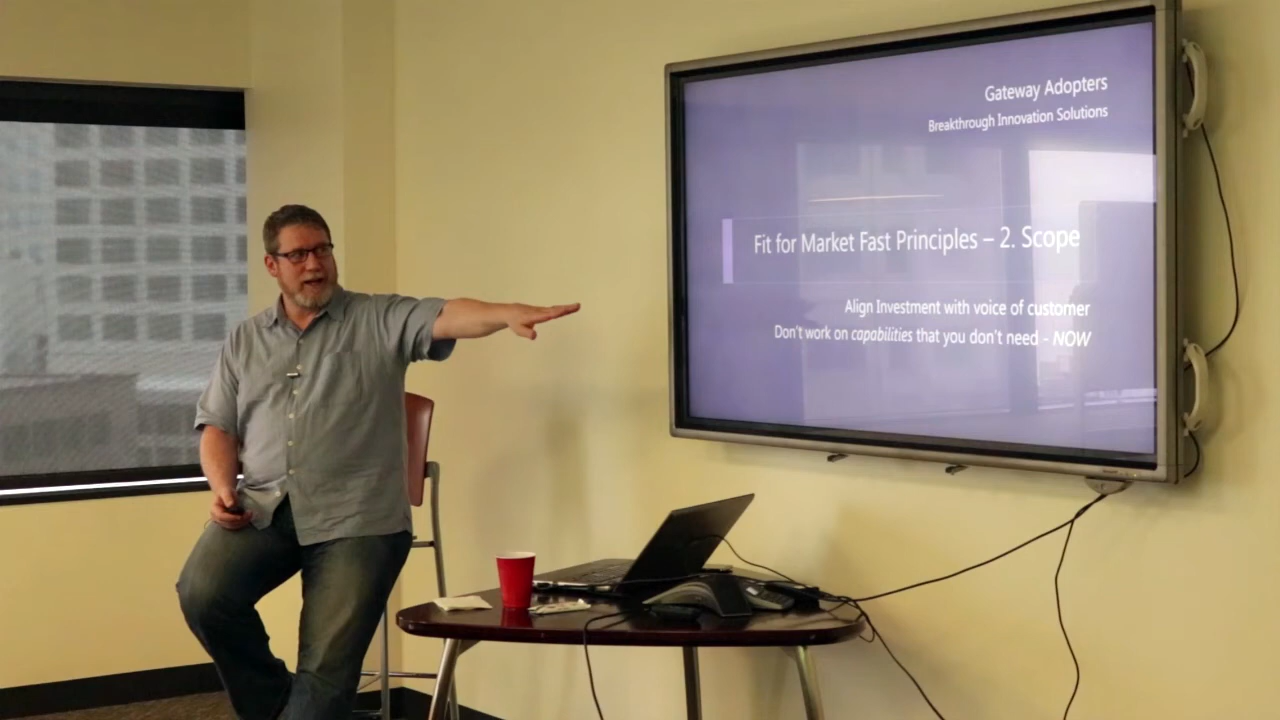 Gateway Adopters
Breakthrough Innovation Solutions
Fit for Market Fast Principles – 2. Scope
Align Investment with voice of customer
Don't work on capabilities that you don't need - NOW